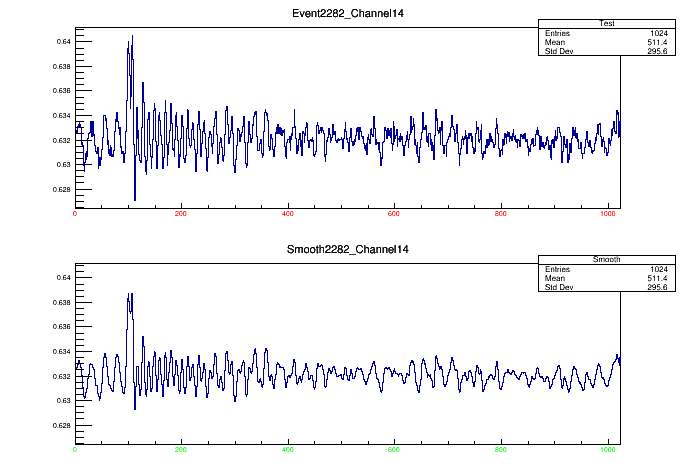 Event2282_Channel14
Test
Entries 1024
Mean 511.4
Std Dev 295.6
0.64
0.638
0.636
0.634
0.632
0.63
0.628
0 200 400 600 800 1000
Smooth2282_Channel14
Smooth
Entries 1024
Mean 511.4
Std Dev 295.6
0.64
0.638
0.636
0.634
0.632
0.63
0.628
0 200 400 600 800 1000